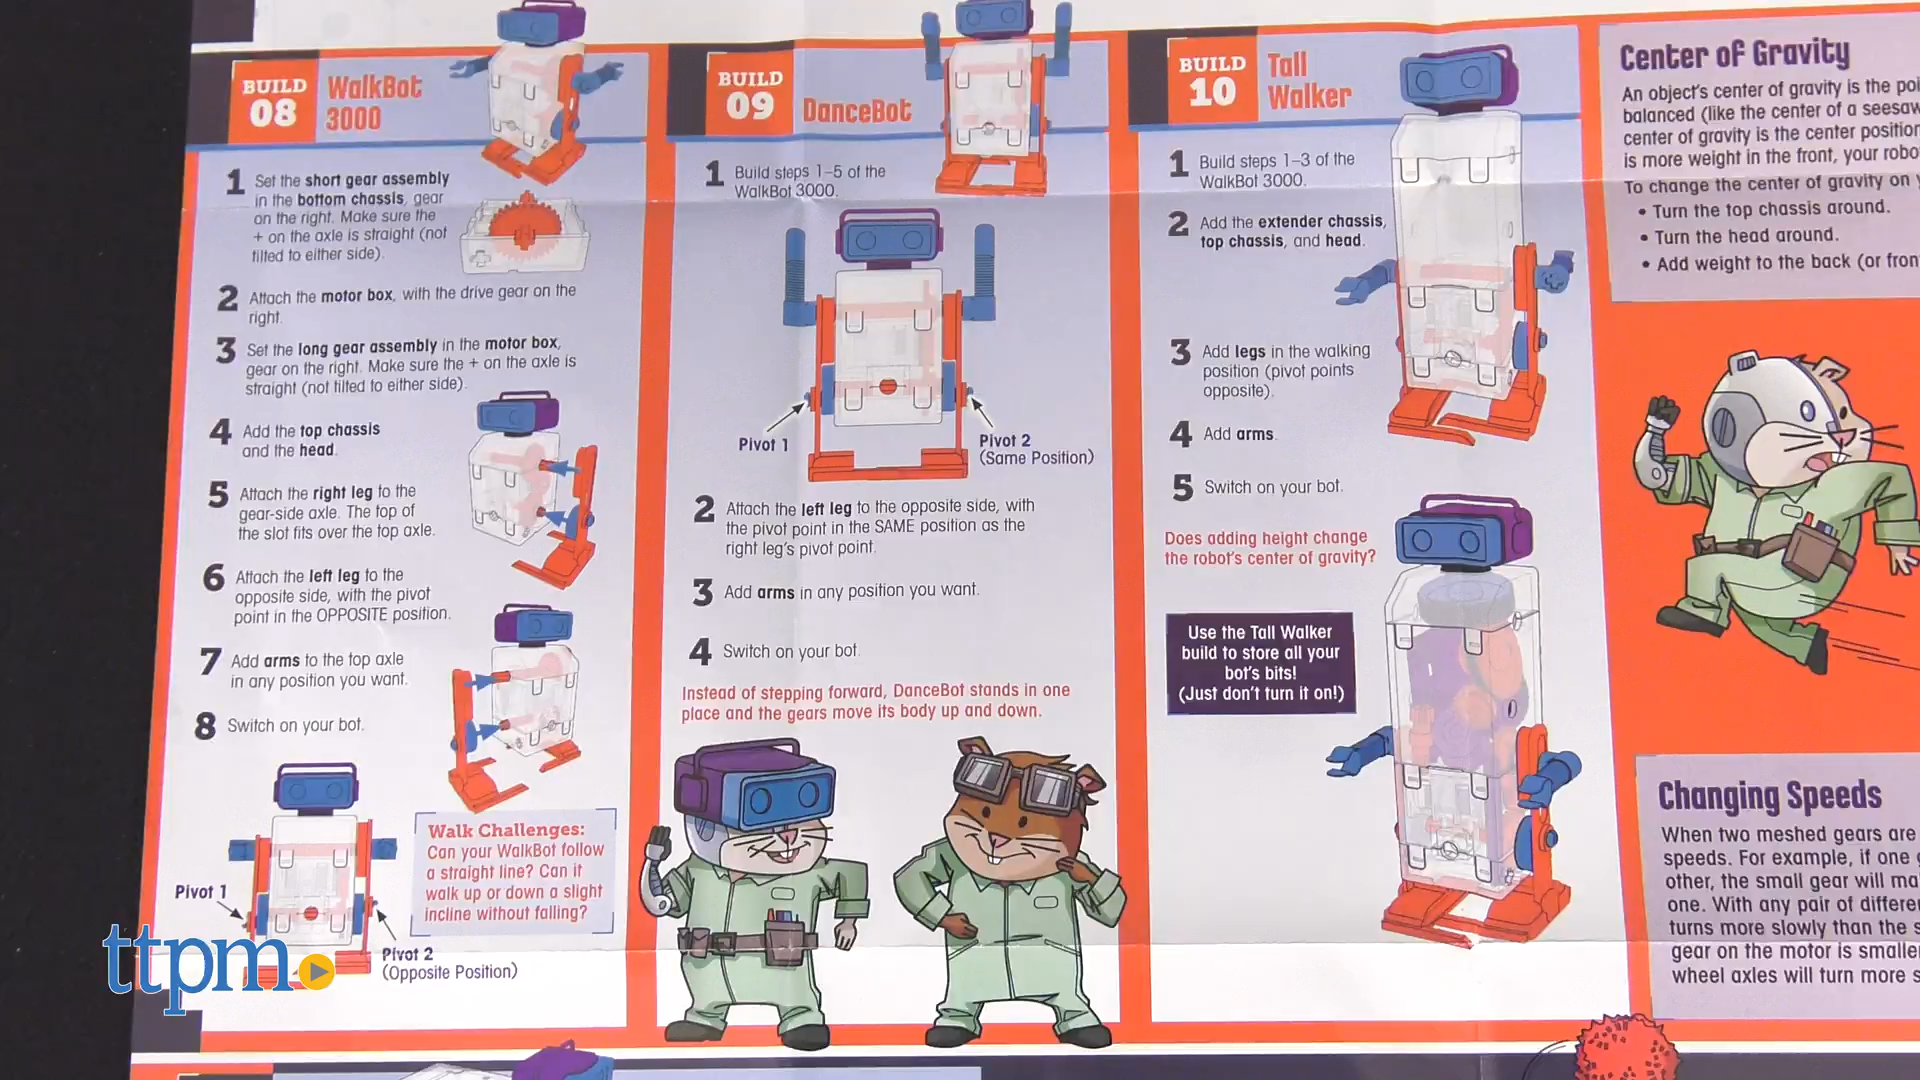 BUILD
08
WalkBot
3000
1 Set the short gear assembly
in the bottom chassis, gear
on the right. Make sure the
+ on the axle is straight (not
tilted to either side).
2 Attach the motor box, with the drive gear on the
right.
3 Set the long gear assembly in the motor box,
gear on the right. Make sure the + on the axle is
straight (not tilted to either side).
4 Add the top chassis
and the head.
5 Attach the right leg to the
gear-side axle. The top of
the slot fits over the top axle.
6 Attach the left leg to the
opposite side, with the pivot
point in the OPPOSITE position.
7 Add arms to the top axle
in any position you want.
8 Switch on your bot.
Pivot 1
Pivot 2
(Opposite Position)
Walk Challenges:
Can your WalkBot follow
a straight line? Can it
walk up or down a slight
incline without falling?
BUILD
09
DanceBot
1 Build steps 1–5 of the
WalkBot 3000.
Pivot 1
Pivot 2
(Same Position)
2 Attach the left leg to the opposite side, with
the pivot point in the SAME position as the
right leg's pivot point.
3 Add arms in any position you want.
4 Switch on your bot.
Instead of stepping forward, DanceBot stands in one
place and the gears move its body up and down.
BUILD
10
Tall
Walker
1 Build steps 1–3 of the
WalkBot 3000.
2 Add the extender chassis,
top chassis, and head.
3 Add legs in the walking
position (pivot points
opposite).
4 Add arms.
5 Switch on your bot.
Does adding height change
the robot's center of gravity?
Use the Tall Walker
build to store all your
bot's bits!
(Just don't turn it on!)
Center of Gravity
An object's center of gravity is the poi
balanced (like the center of a seesaw
center of gravity is the center position
is more weight in the front, your robo
To change the center of gravity on
• Turn the top chassis around.
• Turn the head around.
• Add weight to the back (or fron
Changing Speeds
When two meshed gears are
speeds. For example, if one
other, the small gear will ma
one. With any pair of differen
turns more slowly than the s
gear on the motor is smalle
wheel axles will turn more s
ttpm